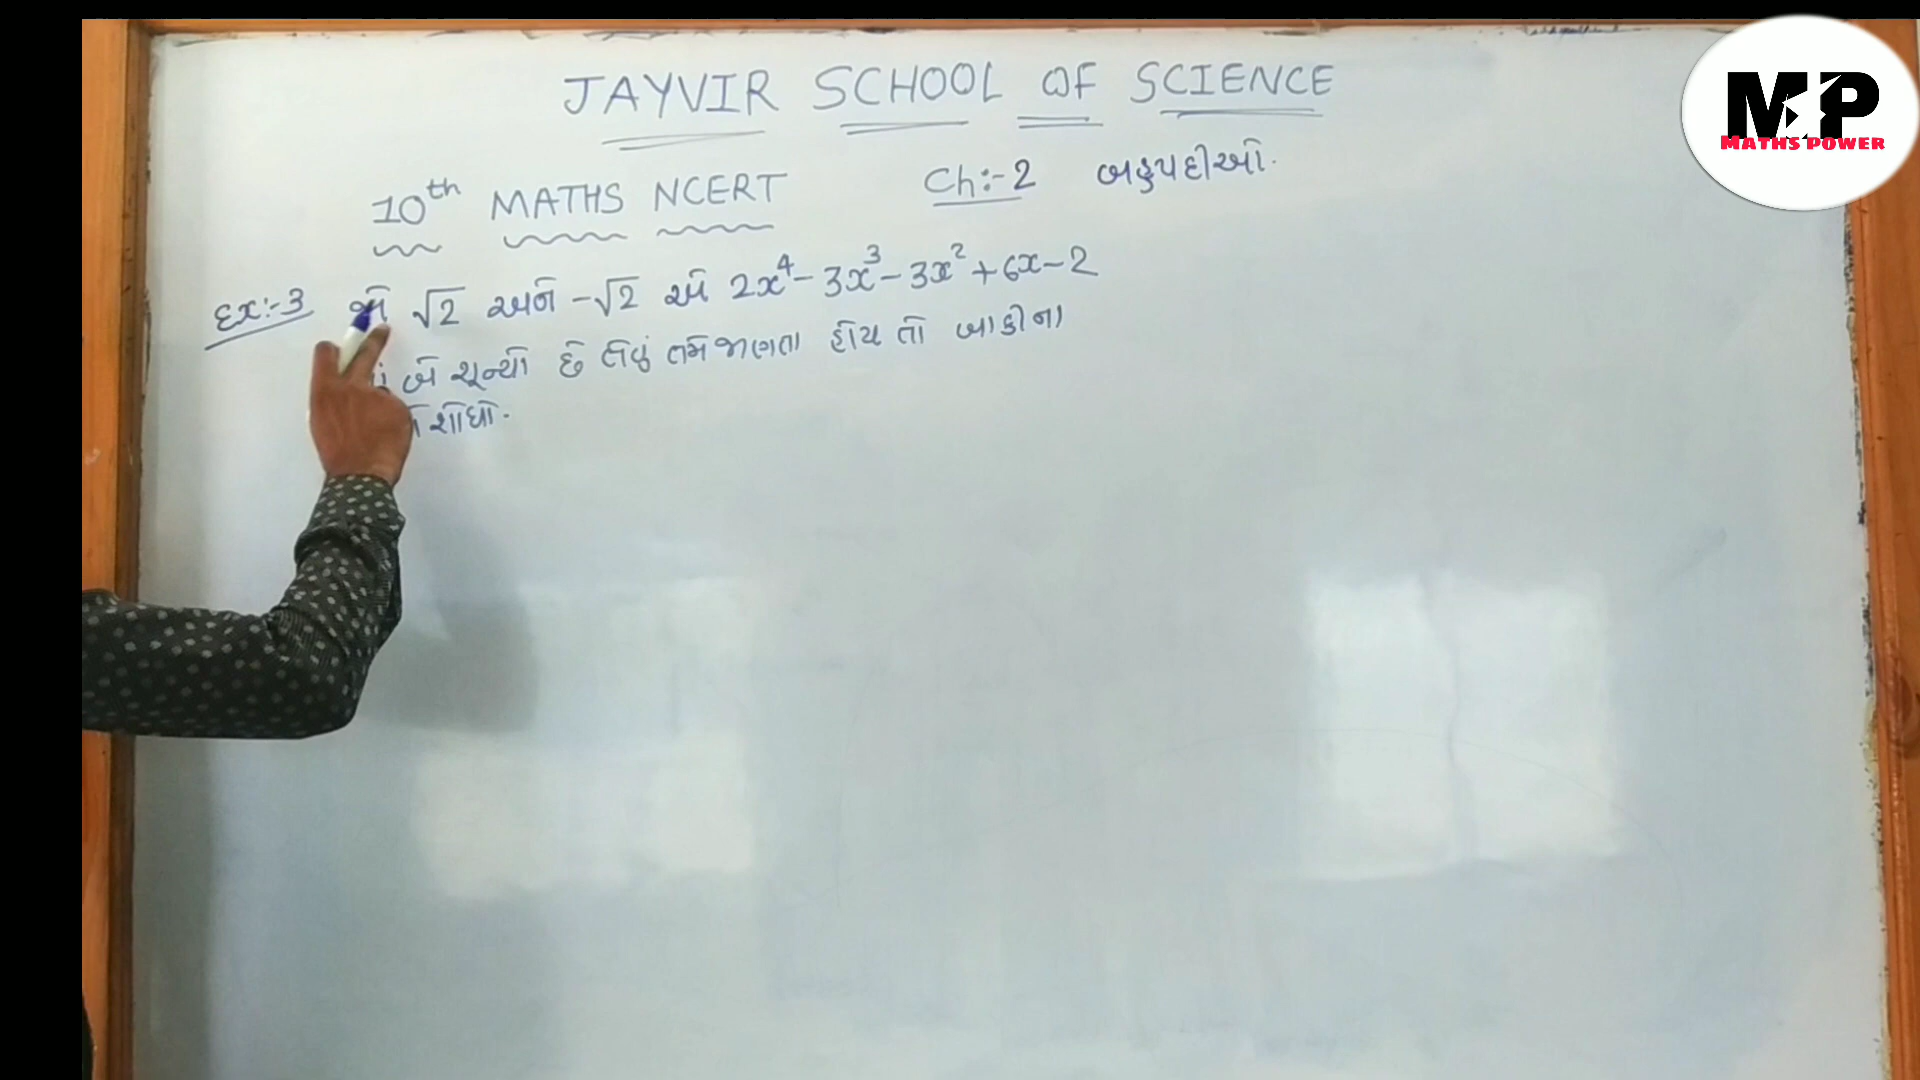 JAYVIR SCHOOL OF SCIENCE
MP
MATHS POWER
10th MATHS NCERT Ch:-2 બહુપદીઓ.
Ex:-3 જો √2 અને -√2 એ 2x⁴-3x³-3x²+6x-2
બે શૂન્યો છે તેવું તમે જાણતા હોય તો બાકીના
શોધો.